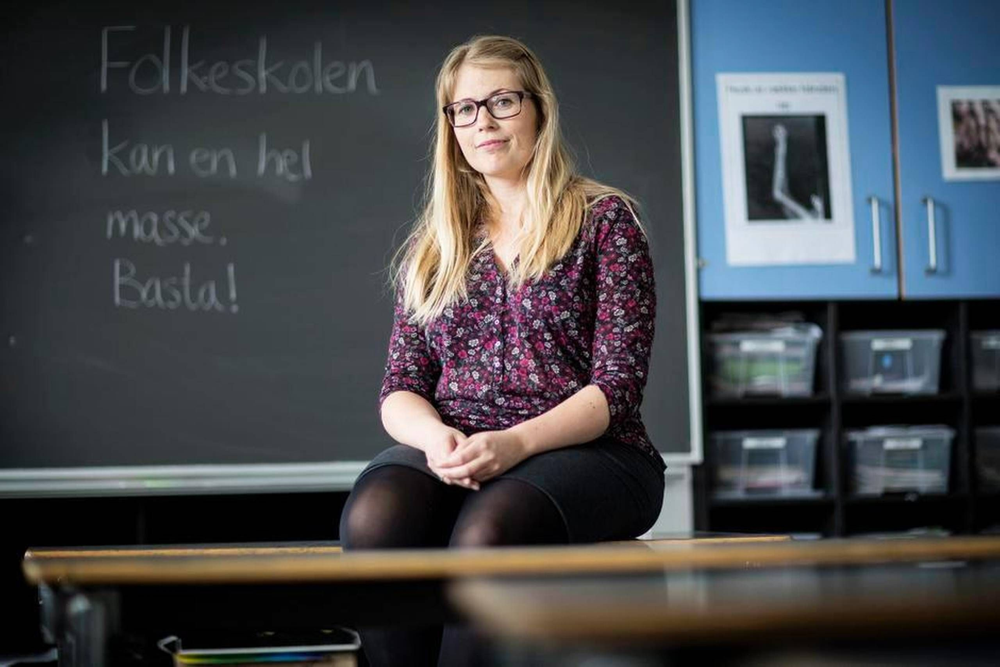 Folkeskolen
kan en hel
masse.
Basta!